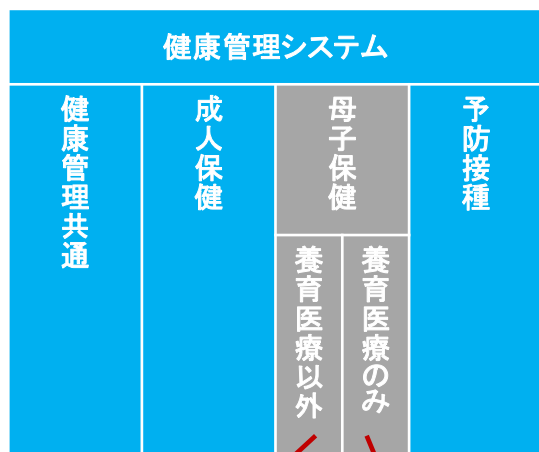 健康管理システム
健康管理共通
成人保健
母子保健
予防接種
養育医療以外
養育医療のみ